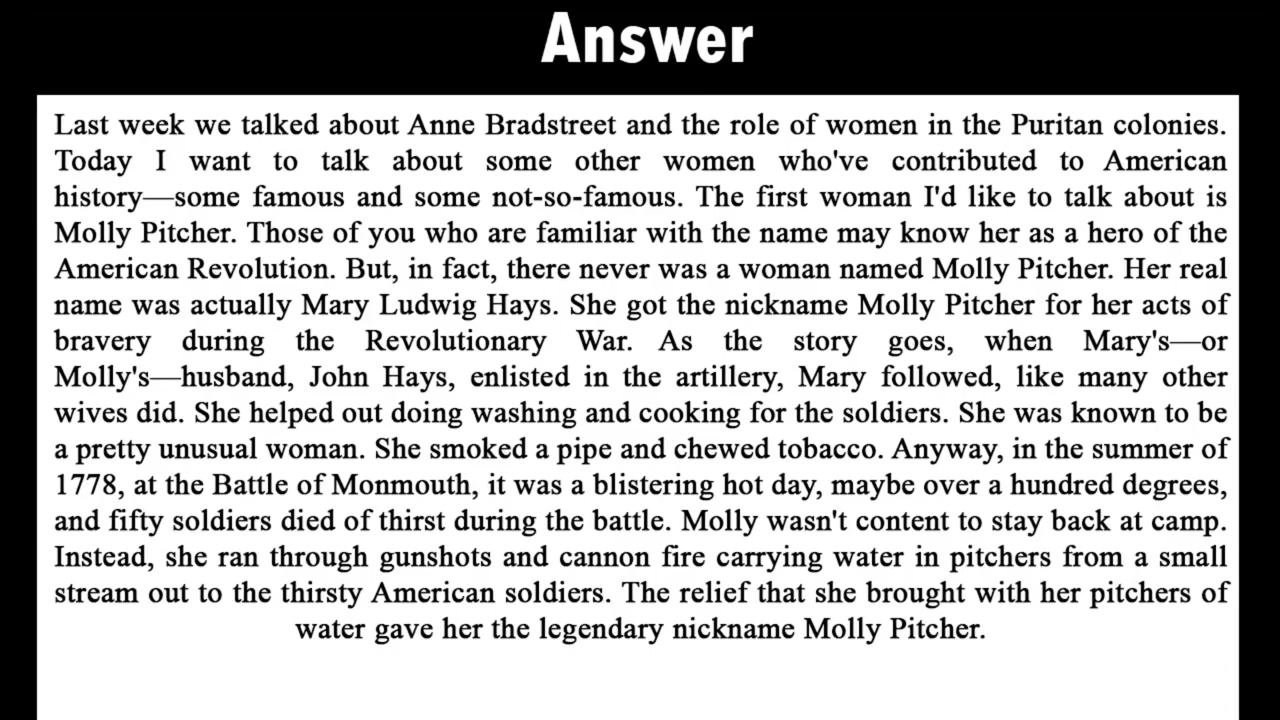 Answer
Last week we talked about Anne Bradstreet and the role of women in the Puritan colonies.
Today I want to talk about some other women who've contributed to American
history—some famous and some not-so-famous. The first woman I'd like to talk about is
Molly Pitcher. Those of you who are familiar with the name may know her as a hero of the
American Revolution. But, in fact, there never was a woman named Molly Pitcher. Her real
name was actually Mary Ludwig Hays. She got the nickname Molly Pitcher for her acts of
bravery during the Revolutionary War. As the story goes, when Mary's—or
Molly's—husband, John Hays, enlisted in the artillery, Mary followed, like many other
wives did. She helped out doing washing and cooking for the soldiers. She was known to be
a pretty unusual woman. She smoked a pipe and chewed tobacco. Anyway, in the summer of
1778, at the Battle of Monmouth, it was a blistering hot day, maybe over a hundred degrees,
and fifty soldiers died of thirst during the battle. Molly wasn't content to stay back at camp.
Instead, she ran through gunshots and cannon fire carrying water in pitchers from a small
stream out to the thirsty American soldiers. The relief that she brought with her pitchers of
water gave her the legendary nickname Molly Pitcher.